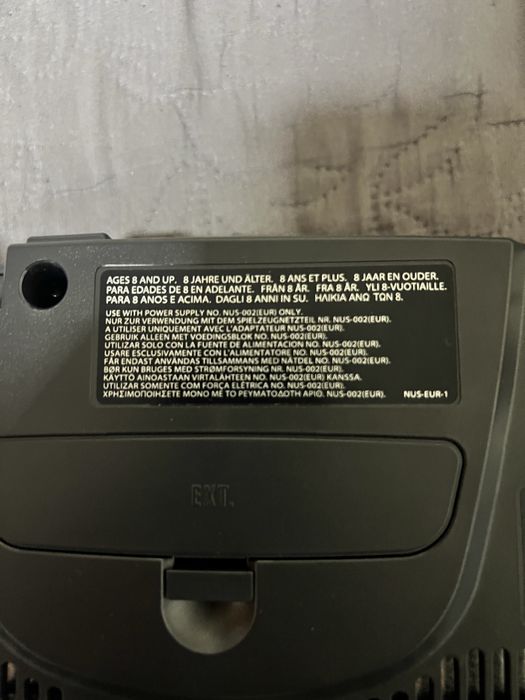 AGES 8 AND UP. 8 JAHRE UND ÄLTER. 8 ANS ET PLUS. 8 JAAR EN OUDER.
PARA EDADES DE 8 EN ADELANTE. FRÅN 8 ÅR. FRA 8 ÅR. YLI 8-VUOTIAILLE.
PARA 8 ANOS E ACIMA. DAGLI 8 ANNI IN SU. ΗΛΙΚΙΑ ΑΝΩ ΤΩΝ 8.
USE WITH POWER SUPPLY NO. NUS-002(EUR) ONLY.
NUR ZUR VERWENDUNG MIT DEM SPIELZEUGNETZTEIL NR. NUS-002(EUR).
A UTILISER UNIQUEMENT AVEC L'ADAPTATEUR NUS-002(EUR).
GEBRUIK ALLEEN MET VOEDINGSBLOK NO. NUS-002(EUR).
UTILIZAR SOLO CON LA FUENTE DE ALIMENTACION NO. NUS-002(EUR).
USARE ESCLUSIVAMENTE CON L'ALIMENTATORE NO. NUS-002(EUR).
FÅR ENDAST ANVÄNDAS TILLSAMMANS MED NÄTDEL NO. NUS-002(EUR).
BØR KUN BRUGES MED STRØMFORSYNING NR. NUS-002(EUR).
KÄYTTÖ AINOASTAAN VIRTALÄHTEEN NO. NUS-002(EUR) KANSSA.
UTILIZAR SOMENTE COM FORÇA ELÉTRICA NO. NUS-002(EUR).
ΧΡΗΣΙΜΟΠΟΙΗΣΕΤΕ ΜΟΝΟ ΜΕ ΤΟ ΡΕΥΜΑΤΟΔΟΤΗ ΑΡΙΘ. NUS-002(EUR). NUS-EUR-1
EXT.